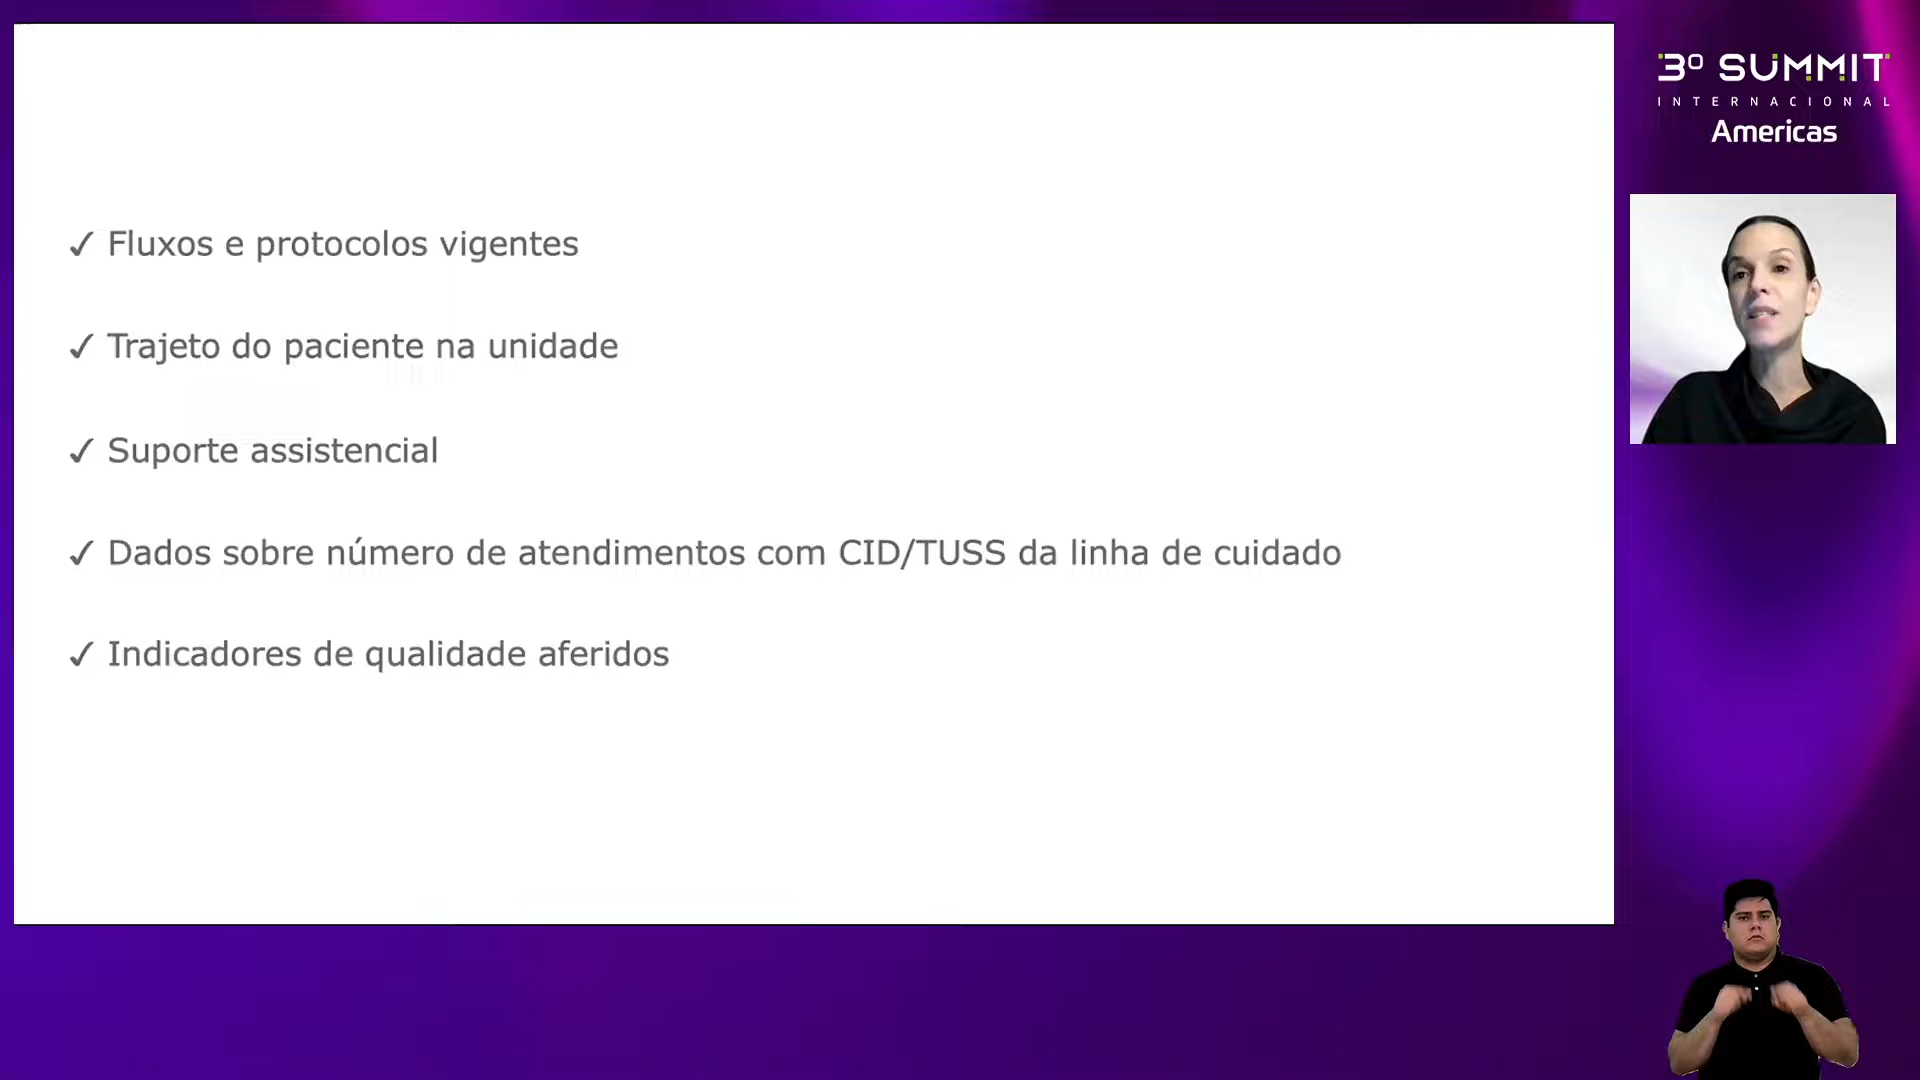 3º SUMMIT
INTERNACIONAL
Americas
✓ Fluxos e protocolos vigentes
✓ Trajeto do paciente na unidade
✓ Suporte assistencial
✓ Dados sobre número de atendimentos com CID/TUSS da linha de cuidado
✓ Indicadores de qualidade aferidos